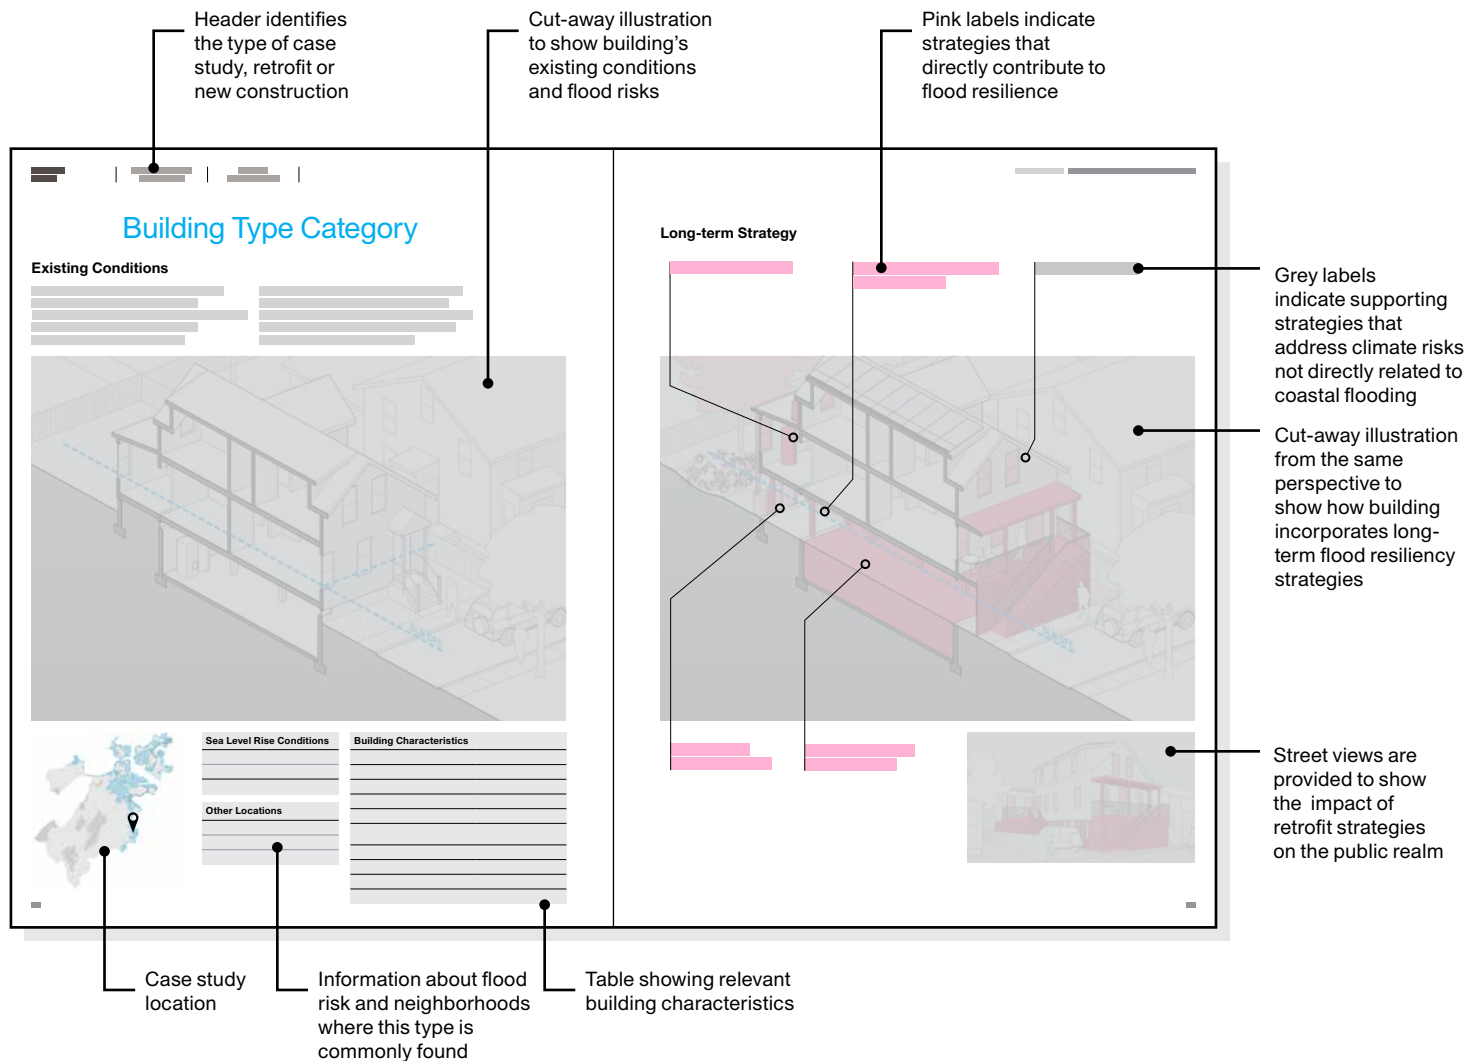 Header identifies
the type of case
study, retrofit or
new construction
Cut-away illustration
to show building’s
existing conditions
and flood risks
Pink labels indicate
strategies that
directly contribute to
flood resilience
Building Type Category
Existing Conditions
Long-term Strategy
Grey labels
indicate supporting
strategies that
address climate risks
not directly related to
coastal flooding
Cut-away illustration
from the same
perspective to
show how building
incorporates long-
term flood resiliency
strategies
Sea Level Rise Conditions
Other Locations
Building Characteristics
Street views are
provided to show
the impact of
retrofit strategies
on the public realm
Case study
location
Information about flood
risk and neighborhoods
where this type is
commonly found
Table showing relevant
building characteristics